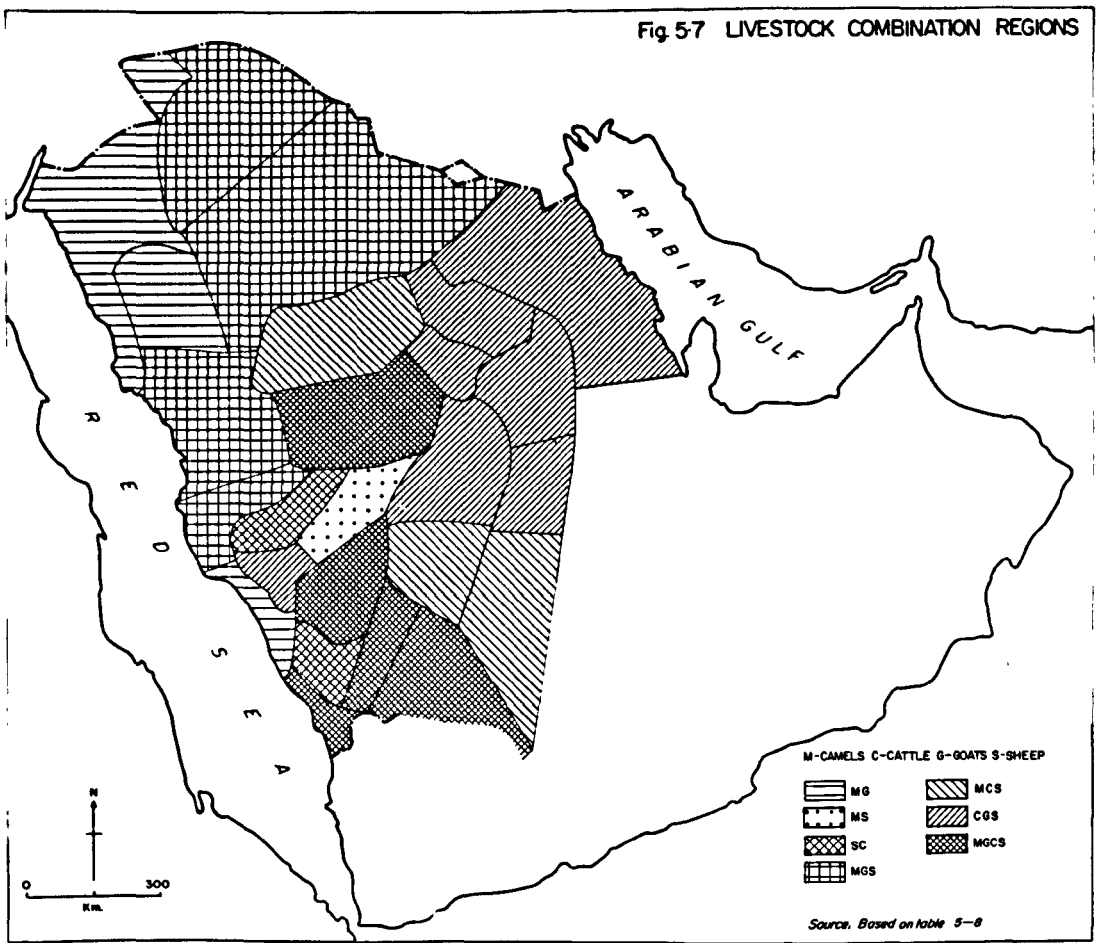 Fig. 5-7 LIVESTOCK COMBINATION REGIONS
ARABIAN GULF
RED SEA
M-CAMELS C-CATTLE G-GOATS S-SHEEP
MG
MS
SC
MGS
MCS
CGS
MGCS
N
0 300
Km.
Source. Based on table 5—8